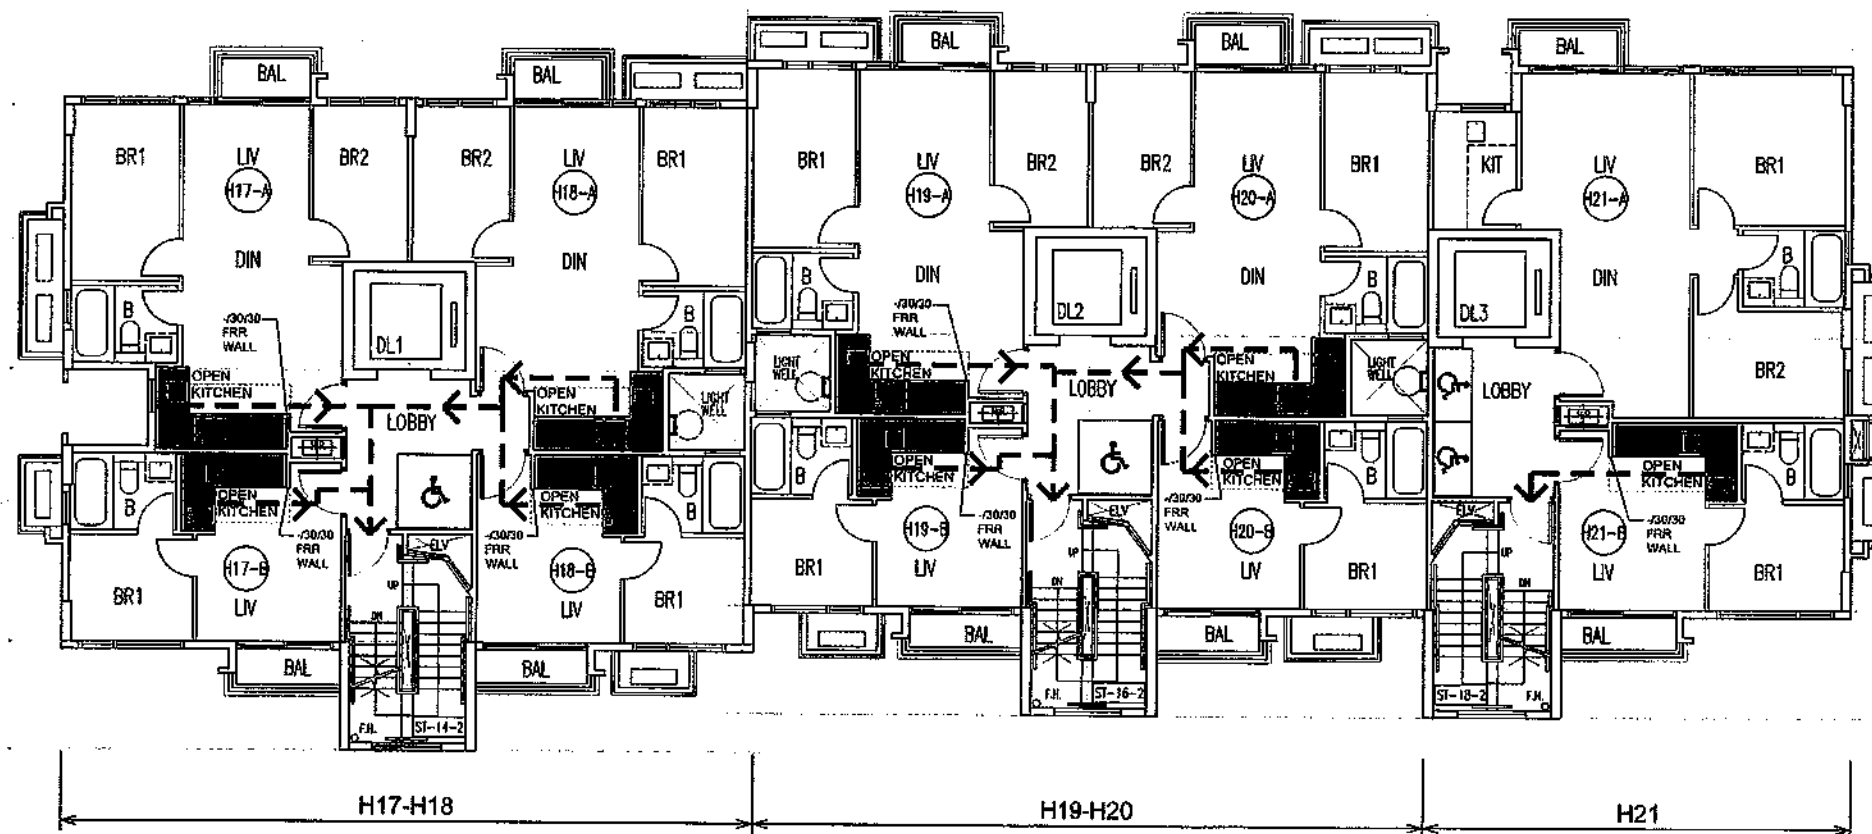 BAL
BAL
BAL
BAL
BAL
BR1
LIV
H17-A
BR2
BR2
LIV
H18-A
BR1
BR1
LIV
H19-A
BR2
BR2
LIV
H20-A
BR1
KIT
LIV
H21-A
BR1
DIN
DIN
DIN
DIN
DIN
B
B
B
B
B
DL1
DL2
DL3
-/30/30
FRR
WALL
-/30/30
FRR
WALL
OPEN
KITCHEN
OPEN
KITCHEN
LIGHT
WELL
LIGHT
WELL
OPEN
KITCHEN
OPEN
KITCHEN
LIGHT
WELL
BR2
LOBBY
LOBBY
LOBBY
B
OPEN
KITCHEN
OPEN
KITCHEN
B
B
OPEN
KITCHEN
OPEN
KITCHEN
B
OPEN
KITCHEN
B
-/30/30
FRR
WALL
-/30/30
FRR
WALL
-/30/30
FRR
WALL
-/30/30
FRR
WALL
-/30/30
FRR
WALL
ELV
ELV
ELV
BR1
H17-B
LIV
H18-B
LIV
BR1
BR1
H19-B
LIV
H20-B
LIV
BR1
H21-B
LIV
BR1
UP
DN
UP
DN
UP
DN
BAL
BAL
BAL
BAL
BAL
F.H.
ST-14-2
F.H.
ST-16-2
ST-18-2
F.H.
H17-H18
H19-H20
H21